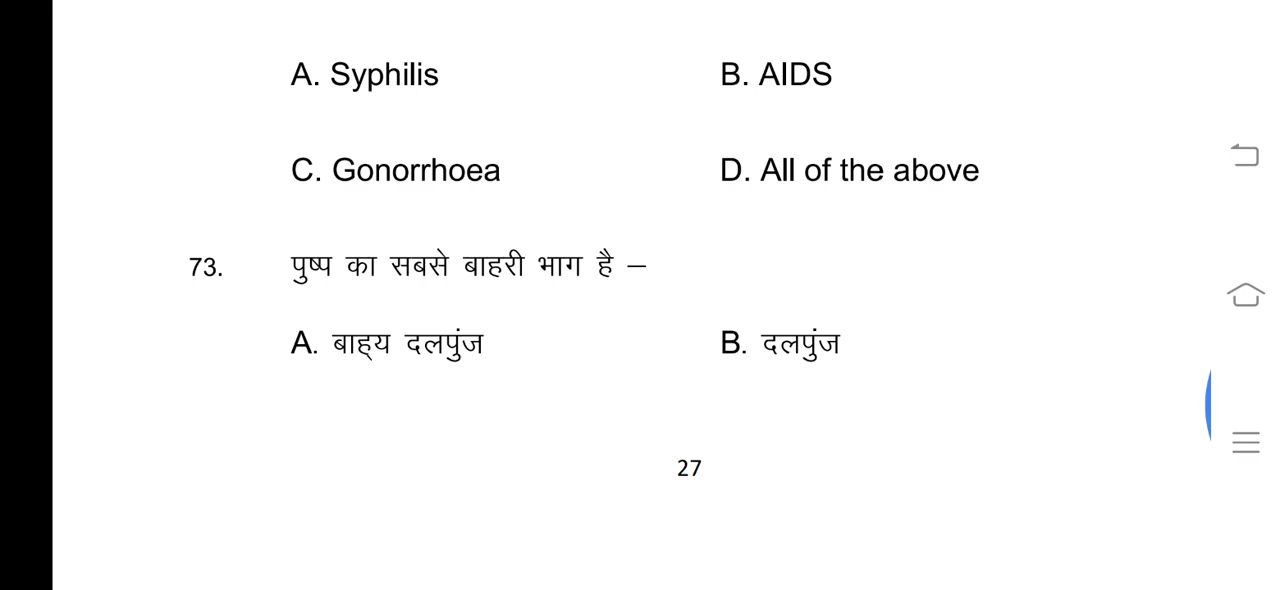 A. Syphilis B. AIDS
C. Gonorrhoea D. All of the above
73. पुष्प का सबसे बाहरी भाग है –
A. बाह्य दलपुंज B. दलपुंज
27